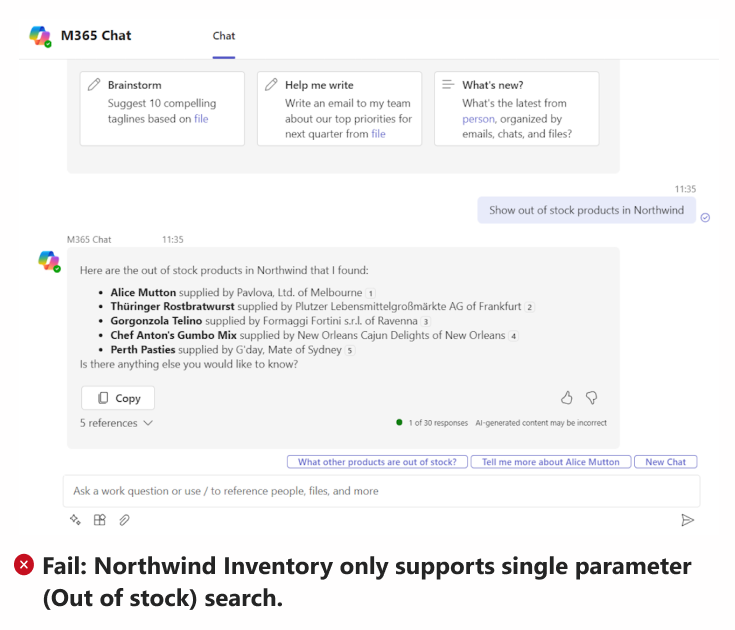 M365 Chat
Chat
Brainstorm
Suggest 10 compelling
taglines based on file
Help me write
Write an email to my team
about our top priorities for
next quarter from file
What's new?
What's the latest from
person, organized by
emails, chats, and files?
11:35
Show out of stock products in Northwind
M365 Chat 11:35
Here are the out of stock products in Northwind that I found:
• Alice Mutton supplied by Pavlova, Ltd. of Melbourne 1
• Thüringer Rostbratwurst supplied by Plutzer Lebensmittelgroßmärkte AG of Frankfurt 2
• Gorgonzola Telino supplied by Formaggi Fortini s.r.l. of Ravenna 3
• Chef Anton's Gumbo Mix supplied by New Orleans Cajun Delights of New Orleans 4
• Perth Pasties supplied by G'day, Mate of Sydney 5
Is there anything else you would like to know?
Copy
5 references
1 of 30 responses AI-generated content may be incorrect
What other products are out of stock?
Tell me more about Alice Mutton
New Chat
Ask a work question or use / to reference people, files, and more
Fail: Northwind Inventory only supports single parameter
(Out of stock) search.